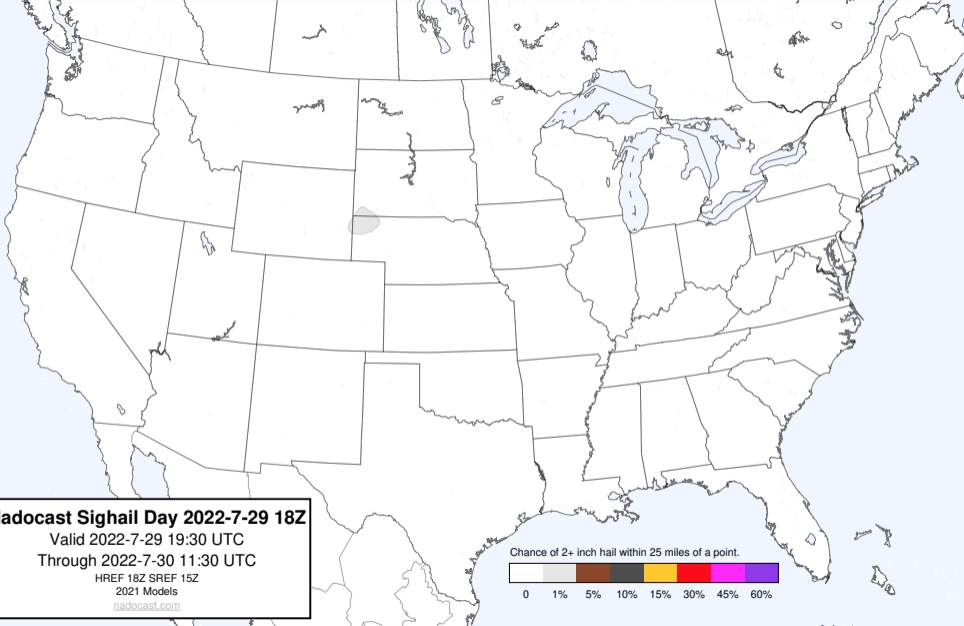 adocast Sighail Day 2022-7-29 18Z
Valid 2022-7-29 19:30 UTC
Through 2022-7-30 11:30 UTC
HREF 18Z SREF 15Z
2021 Models
nadocast.com
Chance of 2+ inch hail within 25 miles of a point.
0 1% 5% 10% 15% 30% 45% 60%